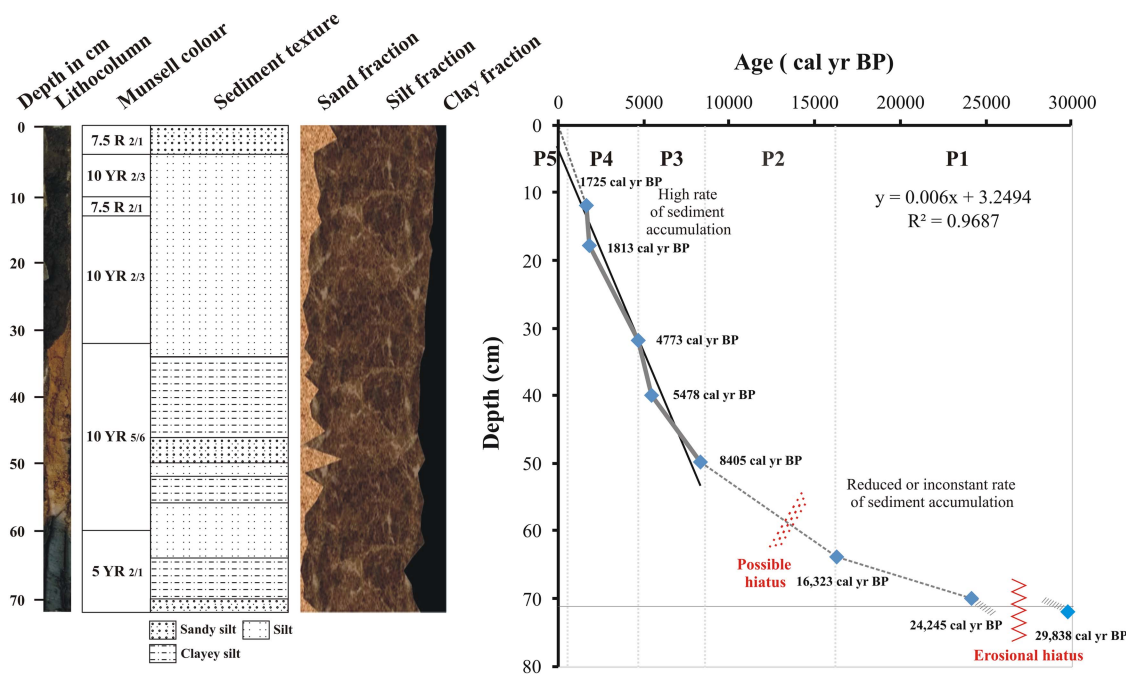 Depth in cm
Lithocolumn
Munsell colour
Sediment texture
Sand fraction
Silt fraction
Clay fraction
0
10
20
30
40
50
60
70
7.5 R 2/1
10 YR 2/3
7.5 R 2/1
10 YR 2/3
10 YR 5/6
5 YR 2/1
Sandy silt
Silt
Clayey silt
Age ( cal yr BP)
0 5000 10000 15000 20000 25000 30000
Depth (cm)
0
10
20
30
40
50
60
70
80
P5 P4 P3 P2 P1
1725 cal yr BP
High rate
of sediment
accumulation
y = 0.006x + 3.2494
R² = 0.9687
1813 cal yr BP
4773 cal yr BP
5478 cal yr BP
8405 cal yr BP
Reduced or inconstant rate
of sediment accumulation
Possible
hiatus
16,323 cal yr BP
24,245 cal yr BP
29,838 cal yr BP
Erosional hiatus